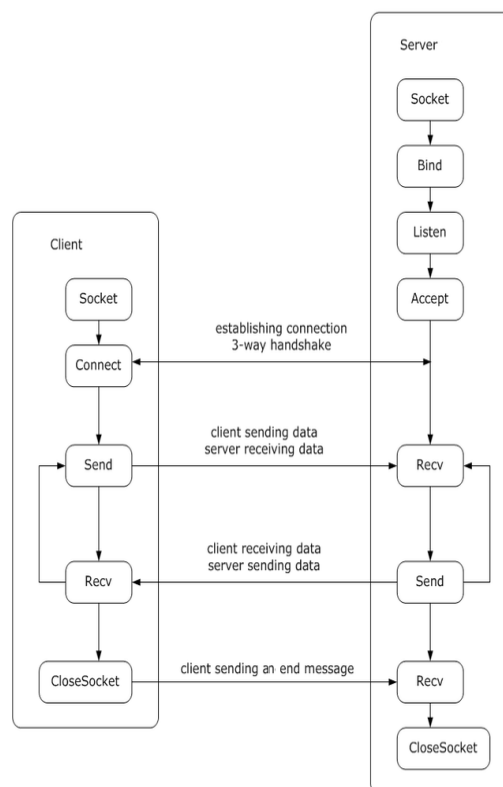 Server
Socket
Bind
Listen
Accept
Client
Socket
Connect
establishing connection
3-way handshake
client sending data
server receiving data
Send
Recv
client receiving data
server sending data
Recv
Send
CloseSocket
client sending an end message
Recv
CloseSocket